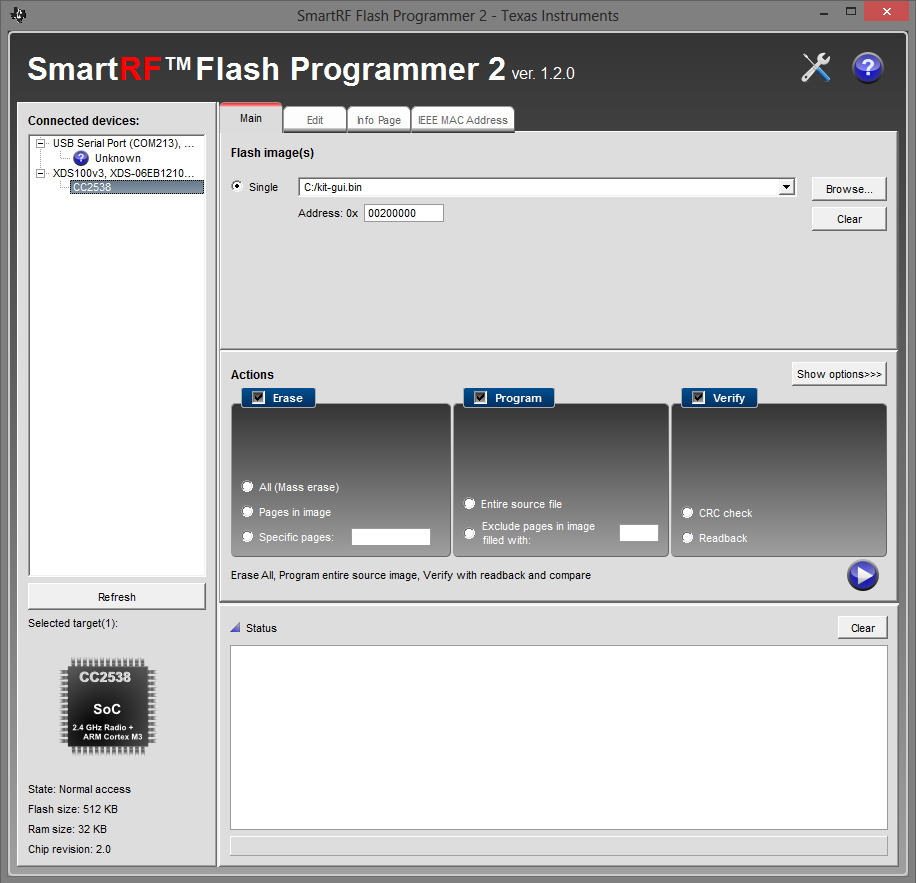 SmartRF Flash Programmer 2 - Texas Instruments
SmartRF™Flash Programmer 2 ver. 1.2.0
Connected devices:
USB Serial Port (COM213), ...
Unknown
XDS100v3, XDS-06EB1210...
CC2538
Refresh
Selected target(1):
CC2538
SoC
2.4 GHz Radio +
ARM Cortex M3
State: Normal access
Flash size: 512 KB
Ram size: 32 KB
Chip revision: 2.0
Main Edit Info Page IEEE MAC Address
Flash image(s)
Single C:/kit-gui.bin Browse...
Address: 0x 00200000 Clear
Actions Show options>>>
Erase
All (Mass erase)
Pages in image
Specific pages:
Program
Entire source file
Exclude pages in image
filled with:
Verify
CRC check
Readback
Erase All, Program entire source image, Verify with readback and compare
Status Clear